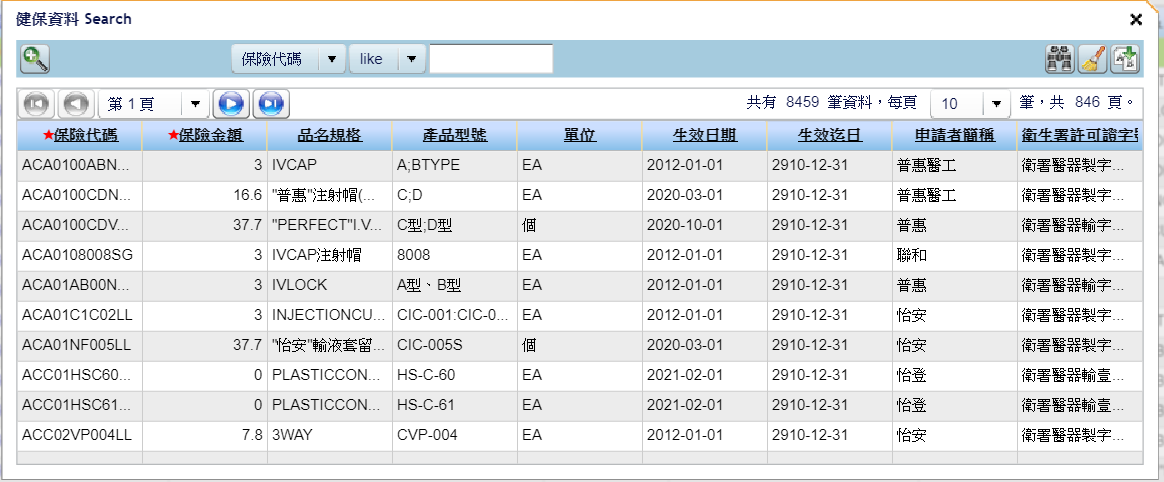 健保資料 Search
保險代碼 like
第 1 頁 共有 8459 筆資料，每頁 10 筆，共 846 頁。
★保險代碼 ★保險金額 品名規格 產品型號 單位 生效日期 生效迄日 申請者簡稱 衛生署許可證字號
ACA0100ABN... 3 IVCAP A;BTYPE EA 2012-01-01 2910-12-31 普惠醫工 衛署醫器製字...
ACA0100CDN... 16.6 "普惠"注射帽(... C;D EA 2020-03-01 2910-12-31 普惠醫工 衛署醫器製字...
ACA0100CDV... 37.7 "PERFECT"I.V... C型;D型 個 2020-10-01 2910-12-31 普惠 衛署醫器輸字...
ACA0108008SG 3 IVCAP注射帽 8008 EA 2012-01-01 2910-12-31 聯和 衛署醫器製字...
ACA01AB00N... 3 IVLOCK A型、B型 EA 2012-01-01 2910-12-31 普惠 衛署醫器輸字...
ACA01C1C02LL 3 INJECTIONCU... CIC-001:CIC-0... EA 2012-01-01 2910-12-31 怡安 衛署醫器製字...
ACA01NF005LL 37.7 "怡安"輸液套留... CIC-005S 個 2020-03-01 2910-12-31 怡安 衛署醫器製字...
ACC01HSC60... 0 PLASTICCON... HS-C-60 EA 2021-02-01 2910-12-31 怡登 衛署醫器輸壹...
ACC01HSC61... 0 PLASTICCON... HS-C-61 EA 2021-02-01 2910-12-31 怡登 衛署醫器輸壹...
ACC02VP004LL 7.8 3WAY CVP-004 EA 2012-01-01 2910-12-31 怡安 衛署醫器製字...